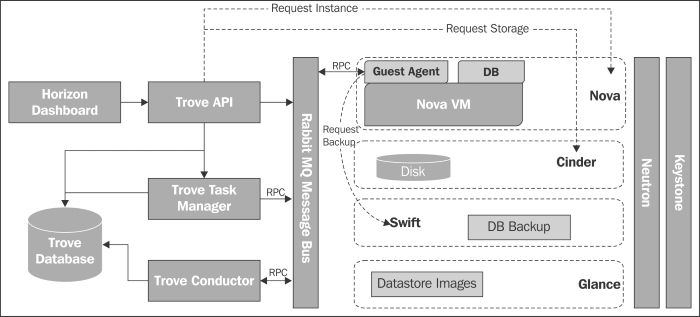 Request Instance
Request Storage
RPC
Guest Agent
DB
Horizon
Dashboard
Trove API
Nova VM
Nova
Rabbit MQ Message Bus
Request
Backup
Neutron
Keystone
Cinder
Disk
Trove Task
Manager
RPC
Trove
Database
Swift
DB Backup
Trove Conductor
RPC
Datastore Images
Glance